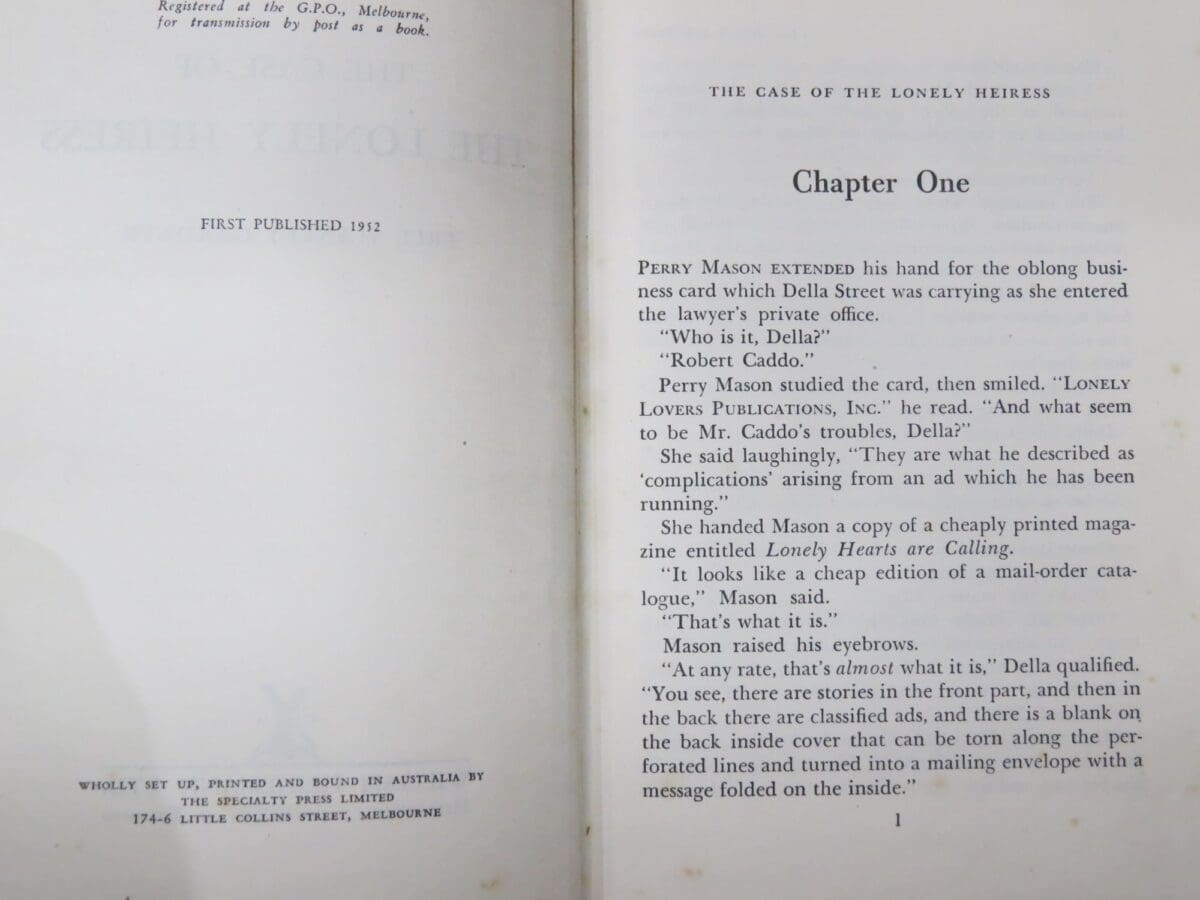 Registered at the G.P.O., Melbourne,
for transmission by post as a book.
FIRST PUBLISHED 1952
WHOLLY SET UP, PRINTED AND BOUND IN AUSTRALIA BY
THE SPECIALTY PRESS LIMITED
174-6 LITTLE COLLINS STREET, MELBOURNE
THE CASE OF THE LONELY HEIRESS
Chapter One
PERRY MASON EXTENDED his hand for the oblong busi-
ness card which Della Street was carrying as she entered
the lawyer's private office.
"Who is it, Della?"
"Robert Caddo."
Perry Mason studied the card, then smiled. "LONELY
LOVERS PUBLICATIONS, INC." he read. "And what seem
to be Mr. Caddo's troubles, Della?"
She said laughingly, "They are what he described as
'complications' arising from an ad which he has been
running."
She handed Mason a copy of a cheaply printed maga-
zine entitled Lonely Hearts are Calling.
"It looks like a cheap edition of a mail-order cata-
logue," Mason said.
"That's what it is."
Mason raised his eyebrows.
"At any rate, that's almost what it is," Della qualified.
"You see, there are stories in the front part, and then in
the back there are classified ads, and there is a blank on
the back inside cover that can be torn along the per-
forated lines and turned into a mailing envelope with a
message folded on the inside."
1